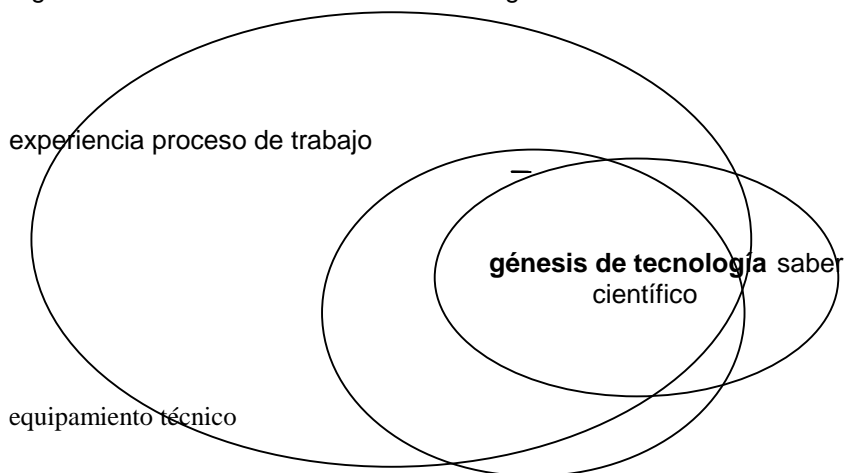 experiencia proceso de trabajo
génesis de tecnología saber
científico
equipamiento técnico